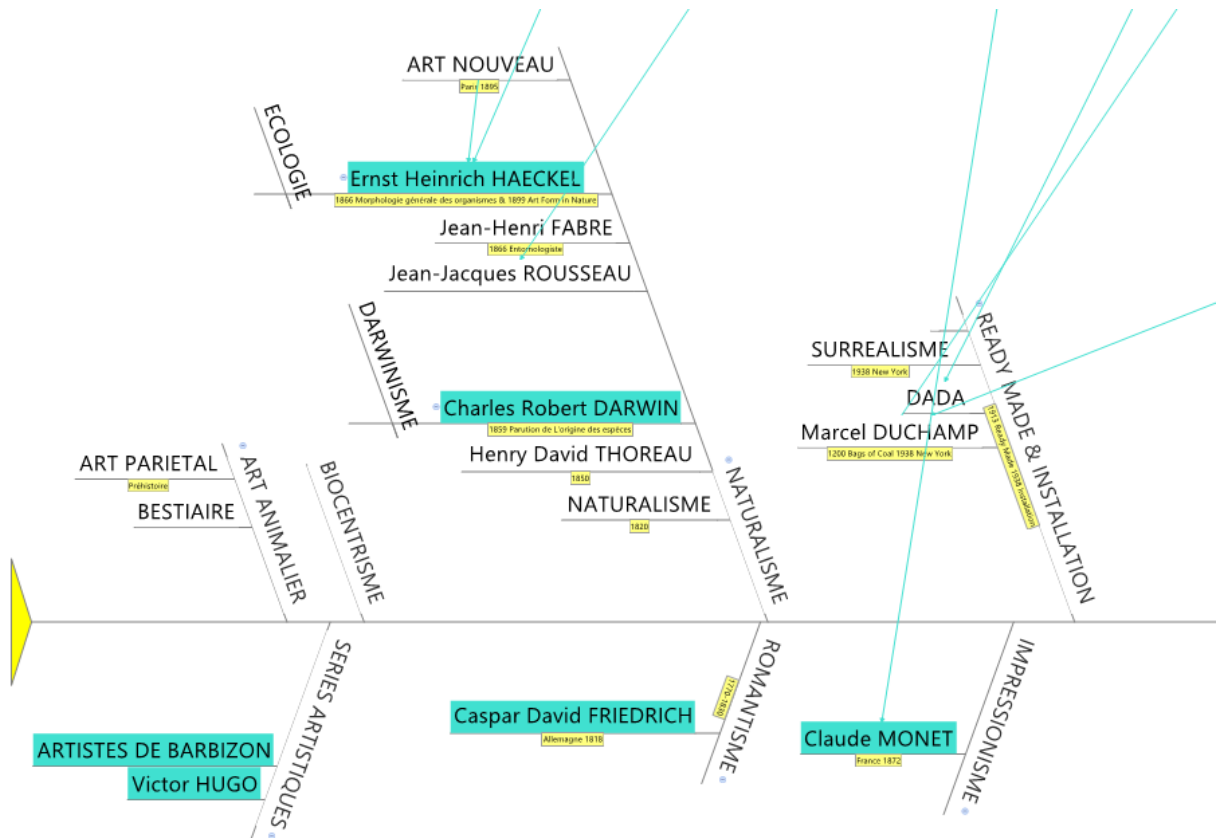 ART NOUVEAU
Paris 1895
ECOLOGIE
Ernst Heinrich HAECKEL
1866 Morphologie générale des organismes & 1899 Art Form in Nature
Jean-Henri FABRE
1866 Entomologiste
Jean-Jacques ROUSSEAU
DARWINISME
Charles Robert DARWIN
1859 Parution de L'origine des espèces
Henry David THOREAU
1850
NATURALISME
1820
NATURALISME
SURREALISME
1938 New York
DADA
Marcel DUCHAMP
1200 Bags of Coal 1938 New York
READY MADE & INSTALLATION
1913 Ready Made 1938 Installation
ART PARIETAL
Préhistoire
BESTIAIRE
ART ANIMALIER
BIOCENTRISME
SERIES ARTISTIQUES
ARTISTES DE BARBIZON
Victor HUGO
ROMANTISME
1770-1830
Caspar David FRIEDRICH
Allemagne 1818
IMPRESSIONISME
Claude MONET
France 1872